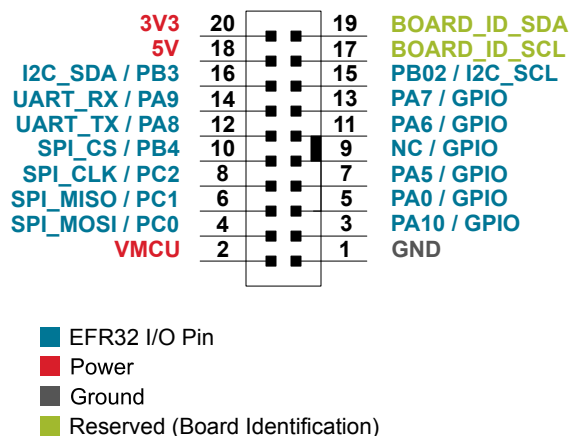 3V3 20 19 BOARD_ID_SDA
5V 18 17 BOARD_ID_SCL
I2C_SDA / PB3 16 15 PB02 / I2C_SCL
UART_RX / PA9 14 13 PA7 / GPIO
UART_TX / PA8 12 11 PA6 / GPIO
SPI_CS / PB4 10 9 NC / GPIO
SPI_CLK / PC2 8 7 PA5 / GPIO
SPI_MISO / PC1 6 5 PA0 / GPIO
SPI_MOSI / PC0 4 3 PA10 / GPIO
VMCU 2 1 GND
EFR32 I/O Pin
Power
Ground
Reserved (Board Identification)